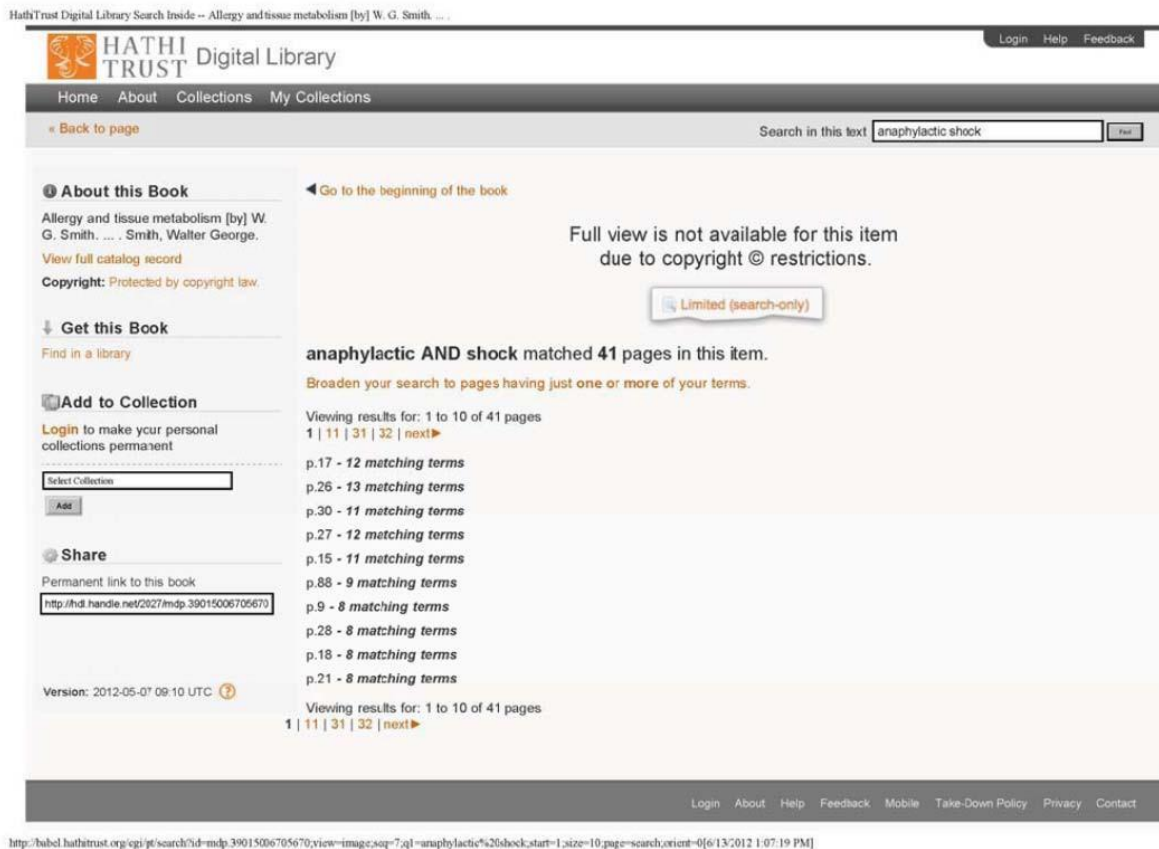 HathiTrust Digital Library Search Inside -- Allergy and tissue metabolism [by] W. G. Smith. ... .
Login Help Feedback
HATHI
TRUST Digital Library
Home About Collections My Collections
« Back to page
Search in this text anaphylactic shock Find
About this Book
Allergy and tissue metabolism [by] W.
G. Smith. ... . Smith, Walter George.
View full catalog record
Copyright: Protected by copyright law.
Get this Book
Find in a library
Add to Collection
Login to make your personal
collections permanent
Select Collection
Add
Share
Permanent link to this book
http://hdl.handle.net/2027/mdp.39015006705670
Version: 2012-05-07 09:10 UTC ?
◄Go to the beginning of the book
Full view is not available for this item
due to copyright © restrictions.
Limited (search-only)
anaphylactic AND shock matched 41 pages in this item.
Broaden your search to pages having just one or more of your terms.
Viewing results for: 1 to 10 of 41 pages
1 | 11 | 31 | 32 | next►
p.17 - 12 matching terms
p.26 - 13 matching terms
p.30 - 11 matching terms
p.27 - 12 matching terms
p.15 - 11 matching terms
p.88 - 9 matching terms
p.9 - 8 matching terms
p.28 - 8 matching terms
p.18 - 8 matching terms
p.21 - 8 matching terms
Viewing results for: 1 to 10 of 41 pages
1 | 11 | 31 | 32 | next►
Login About Help Feedback Mobile Take-Down Policy Privacy Contact
http://babel.hathitrust.org/cgi/pt/search?id=mdp.39015006705670;view=image;seq=7;q1=anaphylactic%20shock;start=1;size=10;page=search;orient=0[6/13/2012 1:07:19 PM]